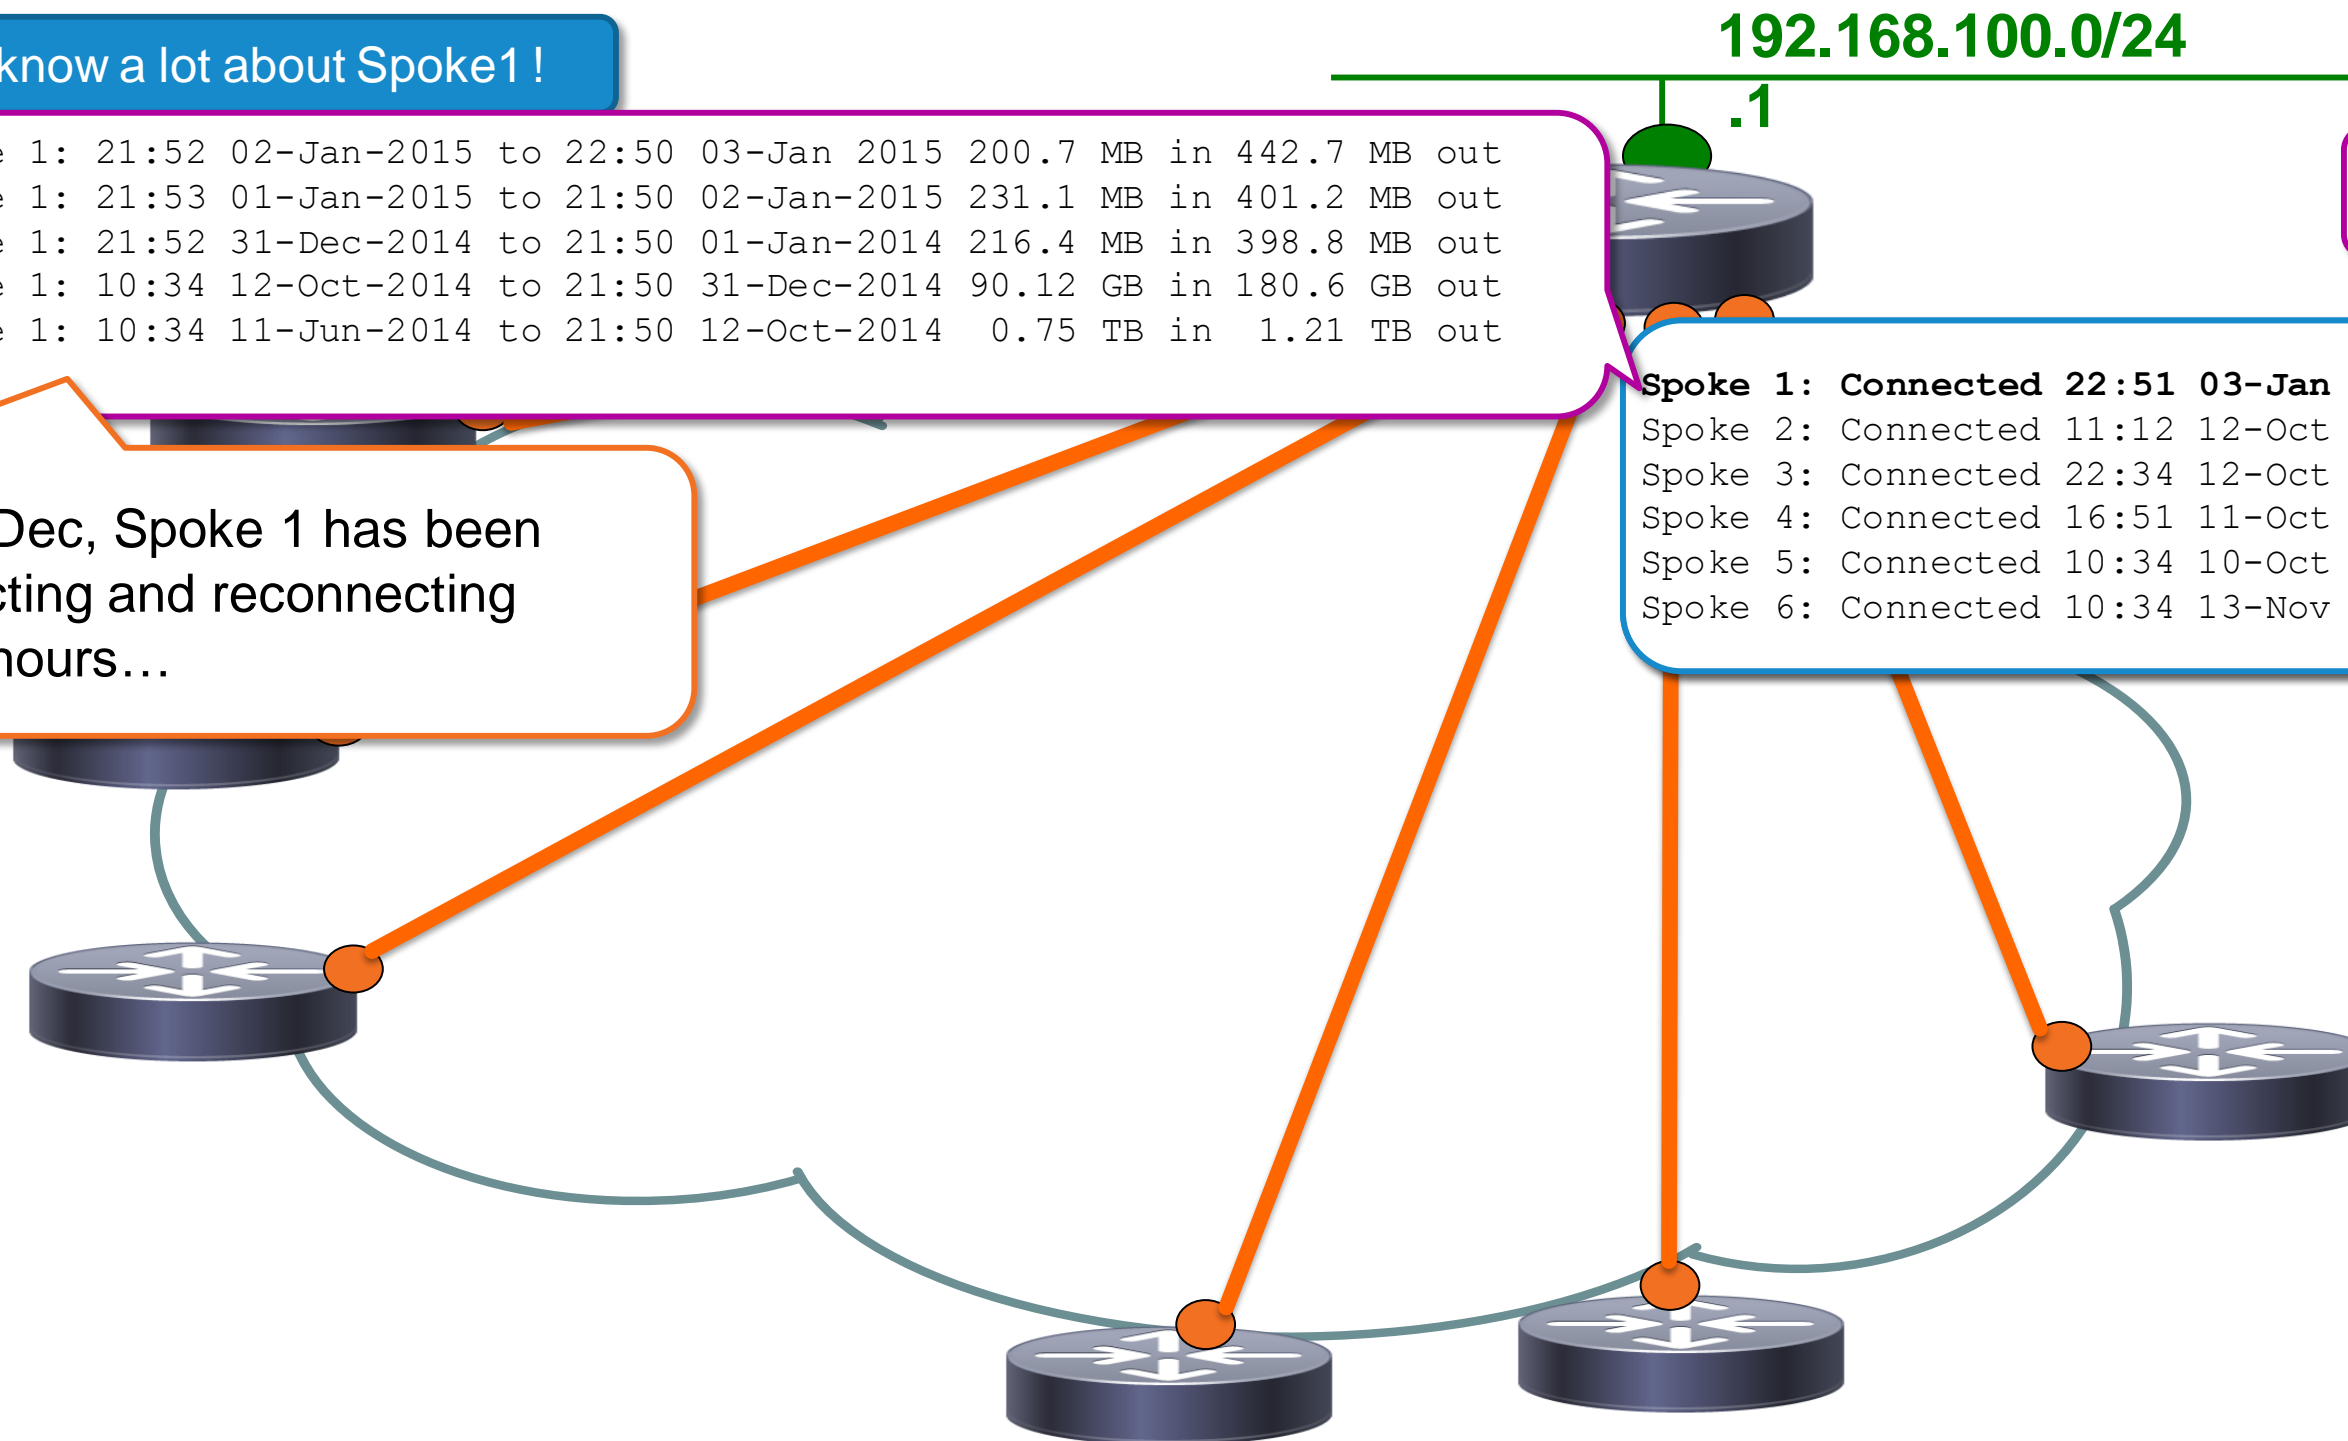 know a lot about Spoke1 !
192.168.100.0/24
.1
e 1: 21:52 02-Jan-2015 to 22:50 03-Jan 2015 200.7 MB in 442.7 MB out
e 1: 21:53 01-Jan-2015 to 21:50 02-Jan-2015 231.1 MB in 401.2 MB out
e 1: 21:52 31-Dec-2014 to 21:50 01-Jan-2014 216.4 MB in 398.8 MB out
e 1: 10:34 12-Oct-2014 to 21:50 31-Dec-2014 90.12 GB in 180.6 GB out
e 1: 10:34 11-Jun-2014 to 21:50 12-Oct-2014 0.75 TB in 1.21 TB out
Spoke 1: Connected 22:51 03-Jan
Spoke 2: Connected 11:12 12-Oct
Spoke 3: Connected 22:34 12-Oct
Spoke 4: Connected 16:51 11-Oct
Spoke 5: Connected 10:34 10-Oct
Spoke 6: Connected 10:34 13-Nov
Dec, Spoke 1 has been
cting and reconnecting
hours…